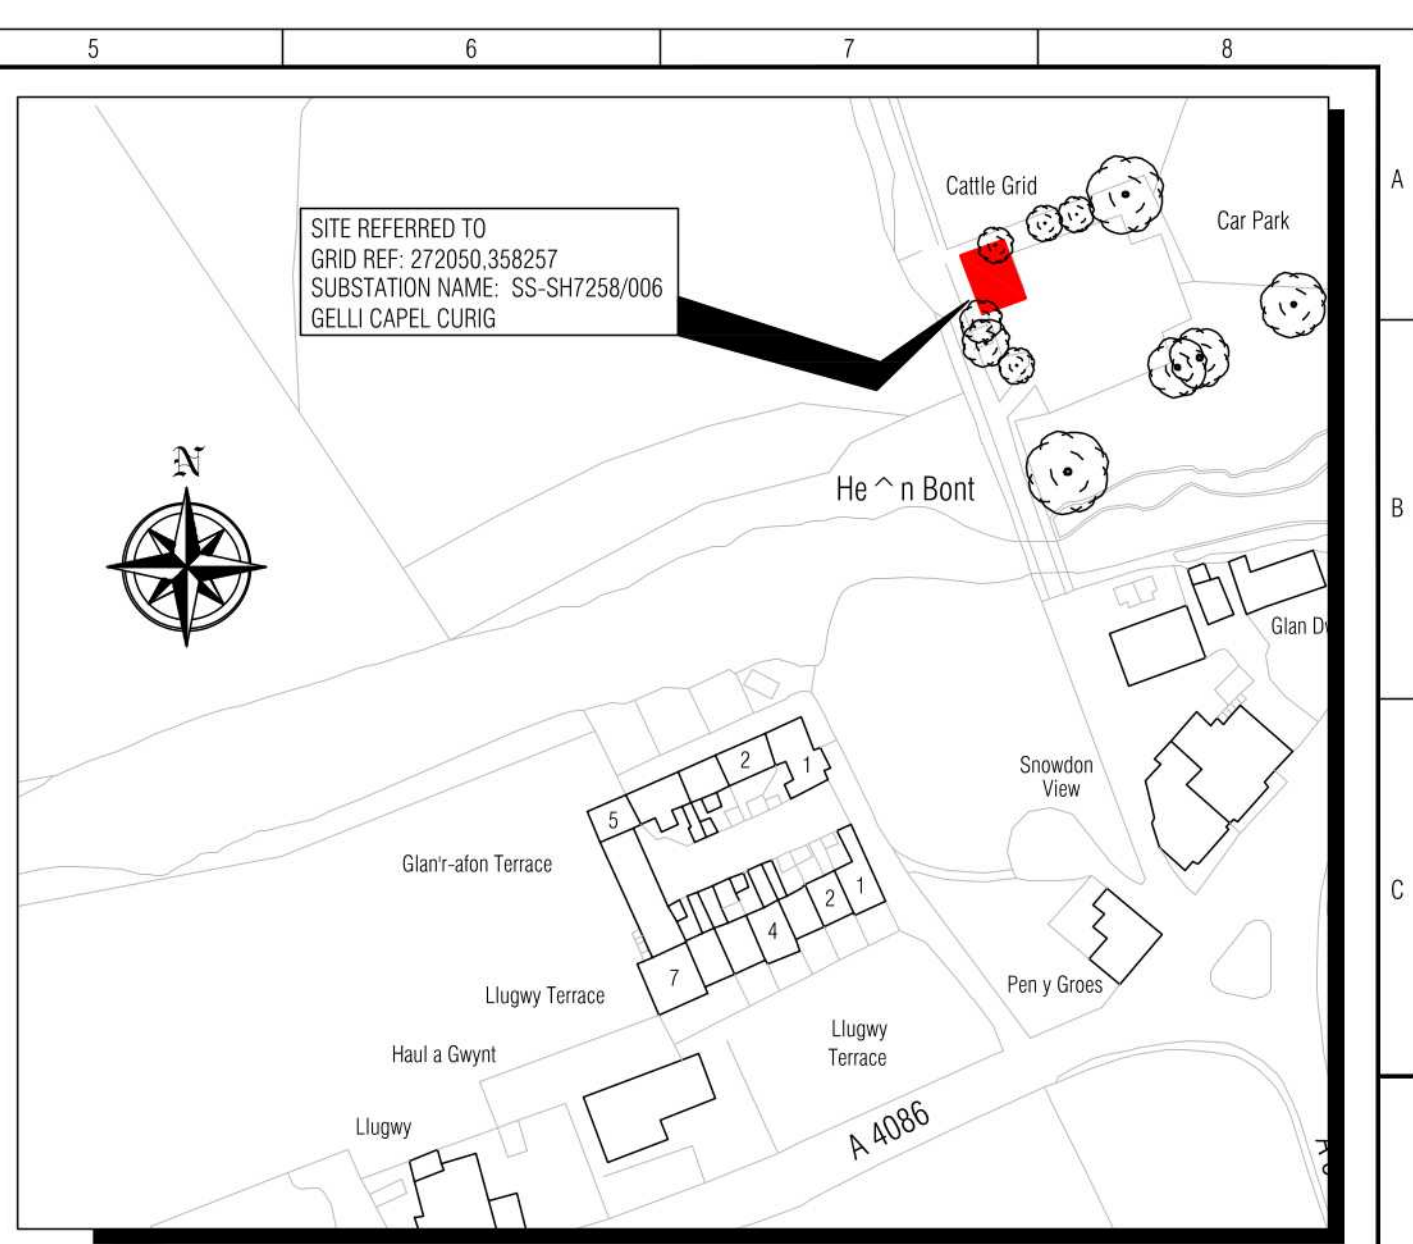 5 6 7 8
A
Cattle Grid
Car Park
SITE REFERRED TO
GRID REF: 272050,358257
SUBSTATION NAME: SS-SH7258/006
GELLI CAPEL CURIG
N
He ^ n Bont
B
Glan
Snowdon
View
2
1
5
Glan'r-afon Terrace
C
1
2
4
7
Llugwy Terrace
Pen y Groes
Llugwy
Terrace
Haul a Gwynt
A 4086
Llugwy